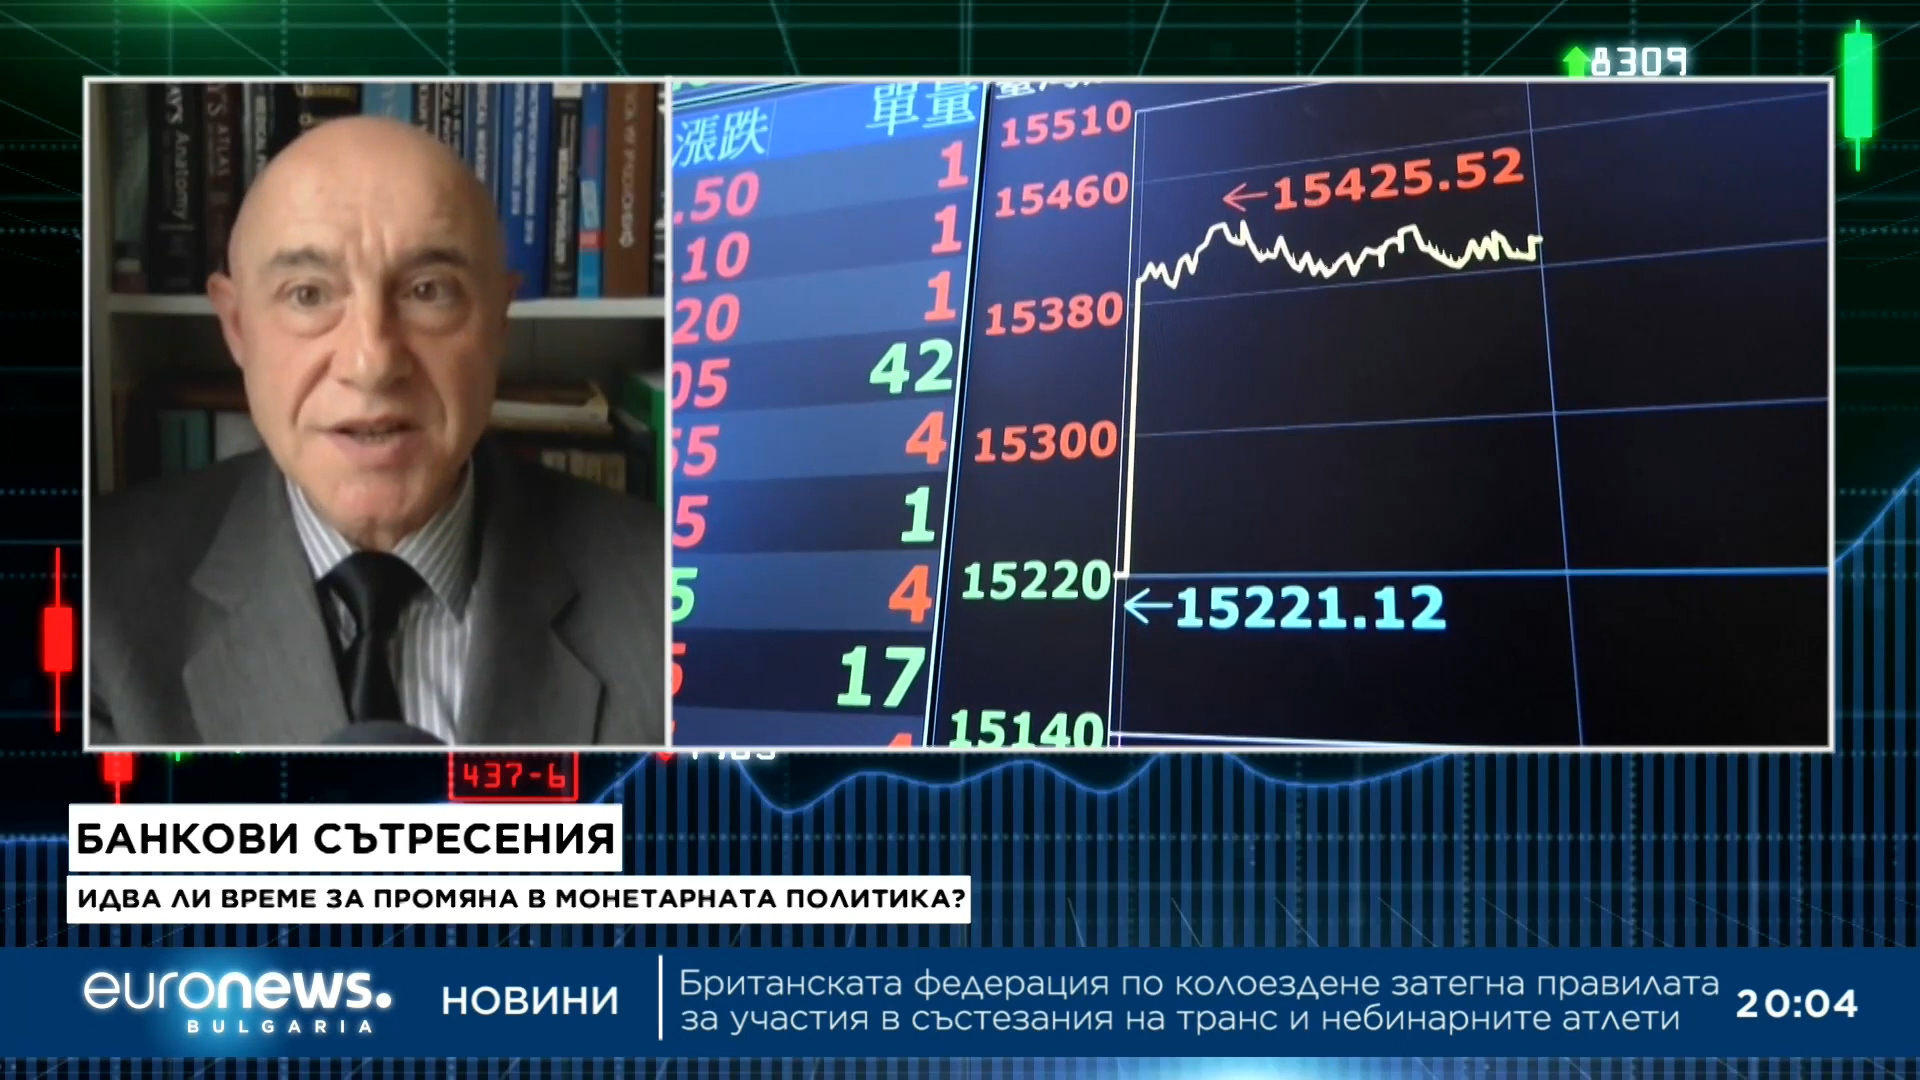 8309
漲跌
單量
.50
1
10
1
20
1
05
42
55
4
5
1
5
4
17
15510
15460
15380
15300
15220
15140
←15425.52
←15221.12
437-6
БАНКОВИ СЪТРЕСЕНИЯ
ИДВА ЛИ ВРЕМЕ ЗА ПРОМЯНА В МОНЕТАРНАТА ПОЛИТИКА?
euronews.
BULGARIA
НОВИНИ
Британската федерация по колоездене затегна правилата
за участия в състезания на транс и небинарните атлети
20:04